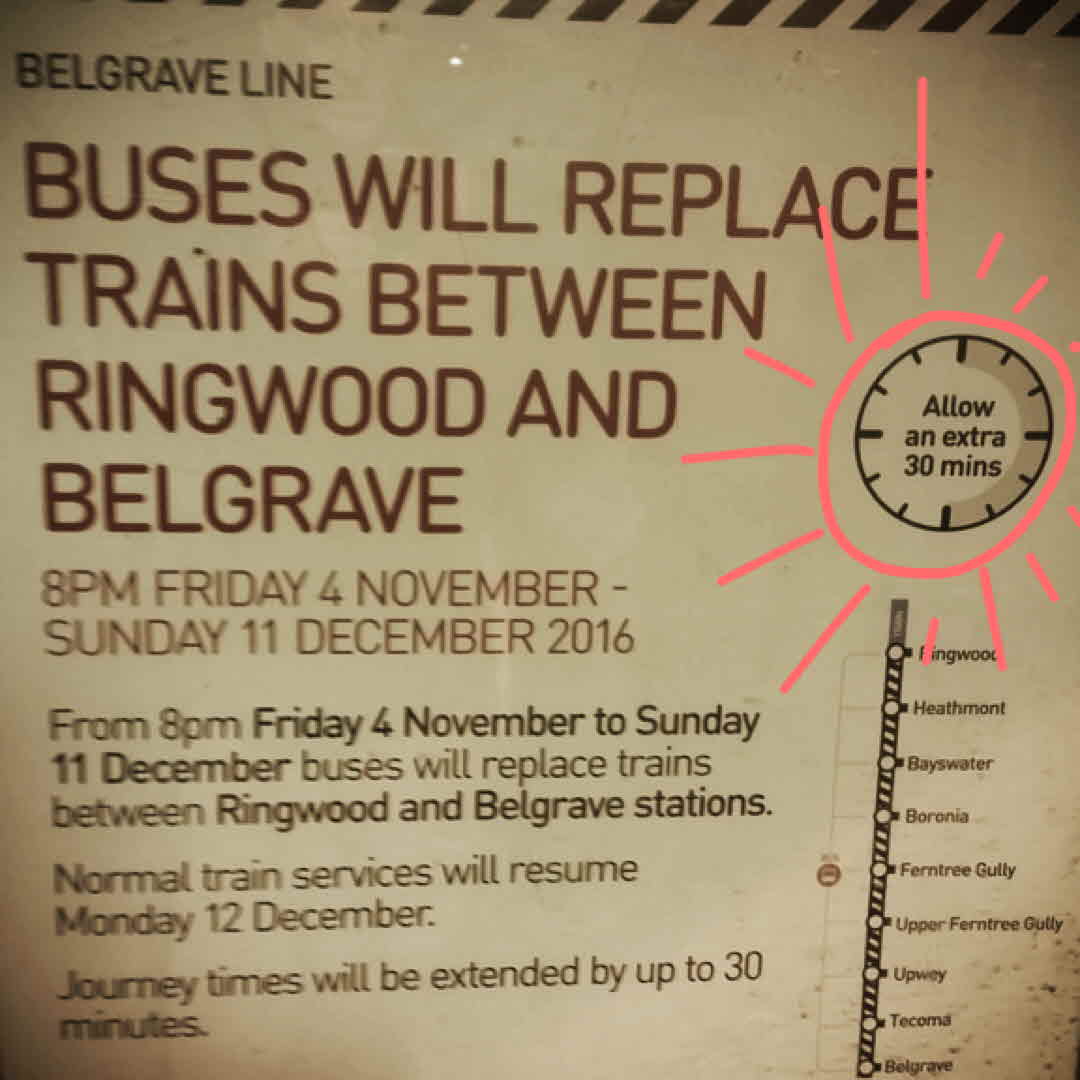 BELGRAVE LINE
BUSES WILL REPLACE
TRAINS BETWEEN
RINGWOOD AND
BELGRAVE
8PM FRIDAY 4 NOVEMBER -
SUNDAY 11 DECEMBER 2016
From 8pm Friday 4 November to Sunday
11 December buses will replace trains
between Ringwood and Belgrave stations.
Normal train services will resume
Monday 12 December.
Journey times will be extended by up to 30
minutes.
Allow
an extra
30 mins
Ringwood
Heathmont
Bayswater
Boronia
Ferntree Gully
Upper Ferntree Gully
Upwey
Tecoma
Belgrave